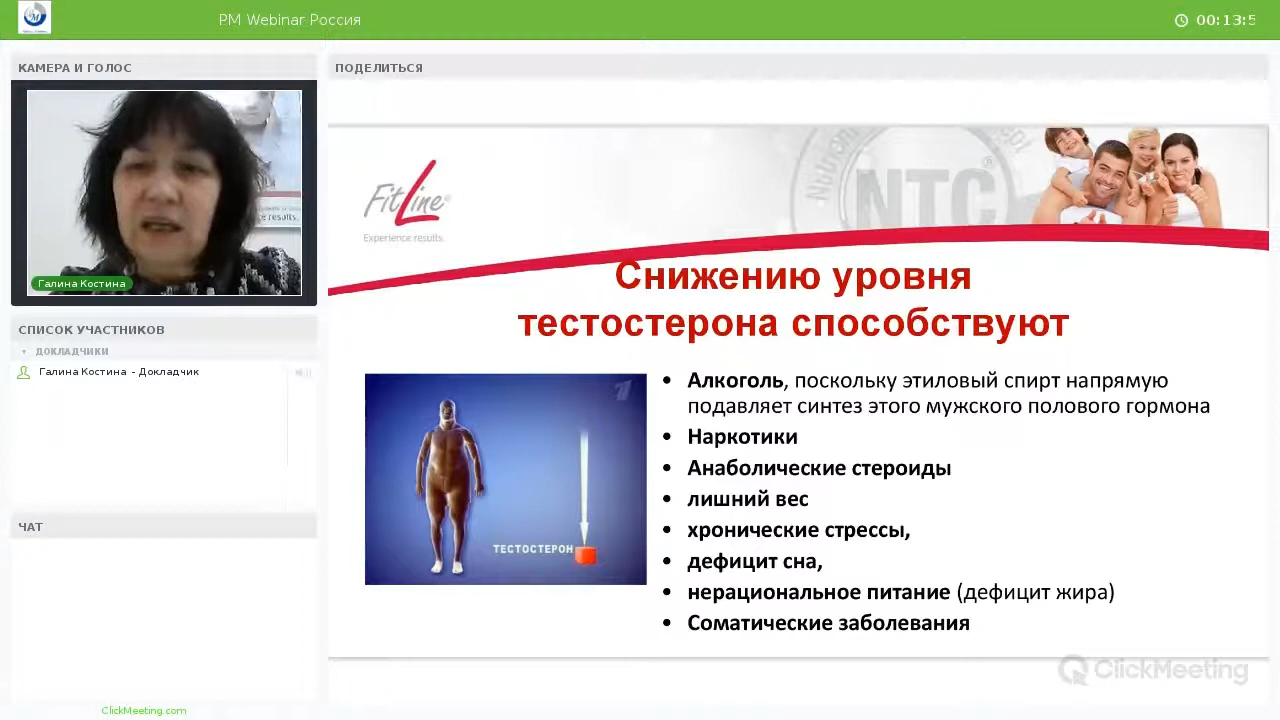 PM Webinar Россия
00:13:5
КАМЕРА И ГОЛОС
Галина Костина
СПИСОК УЧАСТНИКОВ
ДОКЛАДЧИКИ
Галина Костина - Докладчик
ЧАТ
ClickMeeting.com
ПОДЕЛИТЬСЯ
FitLine®
Experience results.
NTC®
Снижению уровня
тестостерона способствуют
ТЕСТОСТЕРОН
• Алкоголь, поскольку этиловый спирт напрямую
подавляет синтез этого мужского полового гормона
• Наркотики
• Анаболические стероиды
• лишний вес
• хронические стрессы,
• дефицит сна,
• нерациональное питание (дефицит жира)
• Соматические заболевания
ClickMeeting